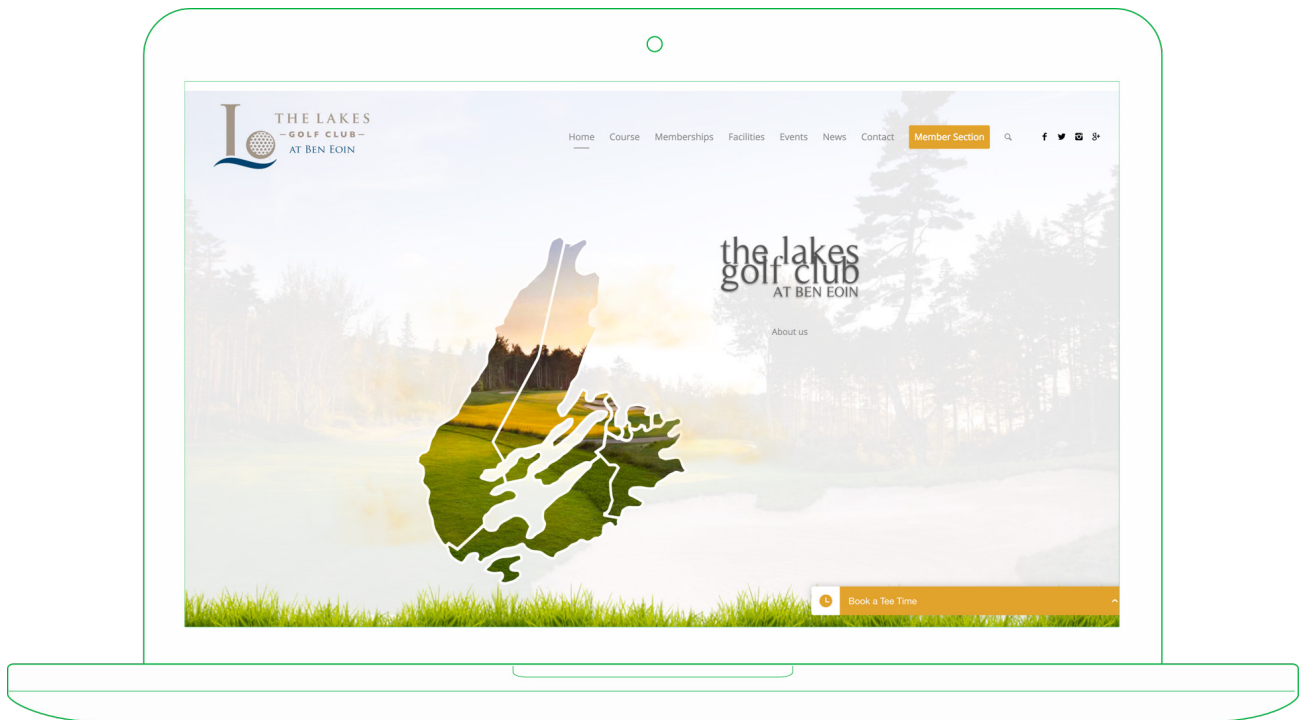 THE LAKES
-GOLF CLUB-
AT BEN EOIN
Home Course Memberships Facilities Events News Contact Member Section
the lakes
golf club
AT BEN EOIN
About us
Book a Tee Time